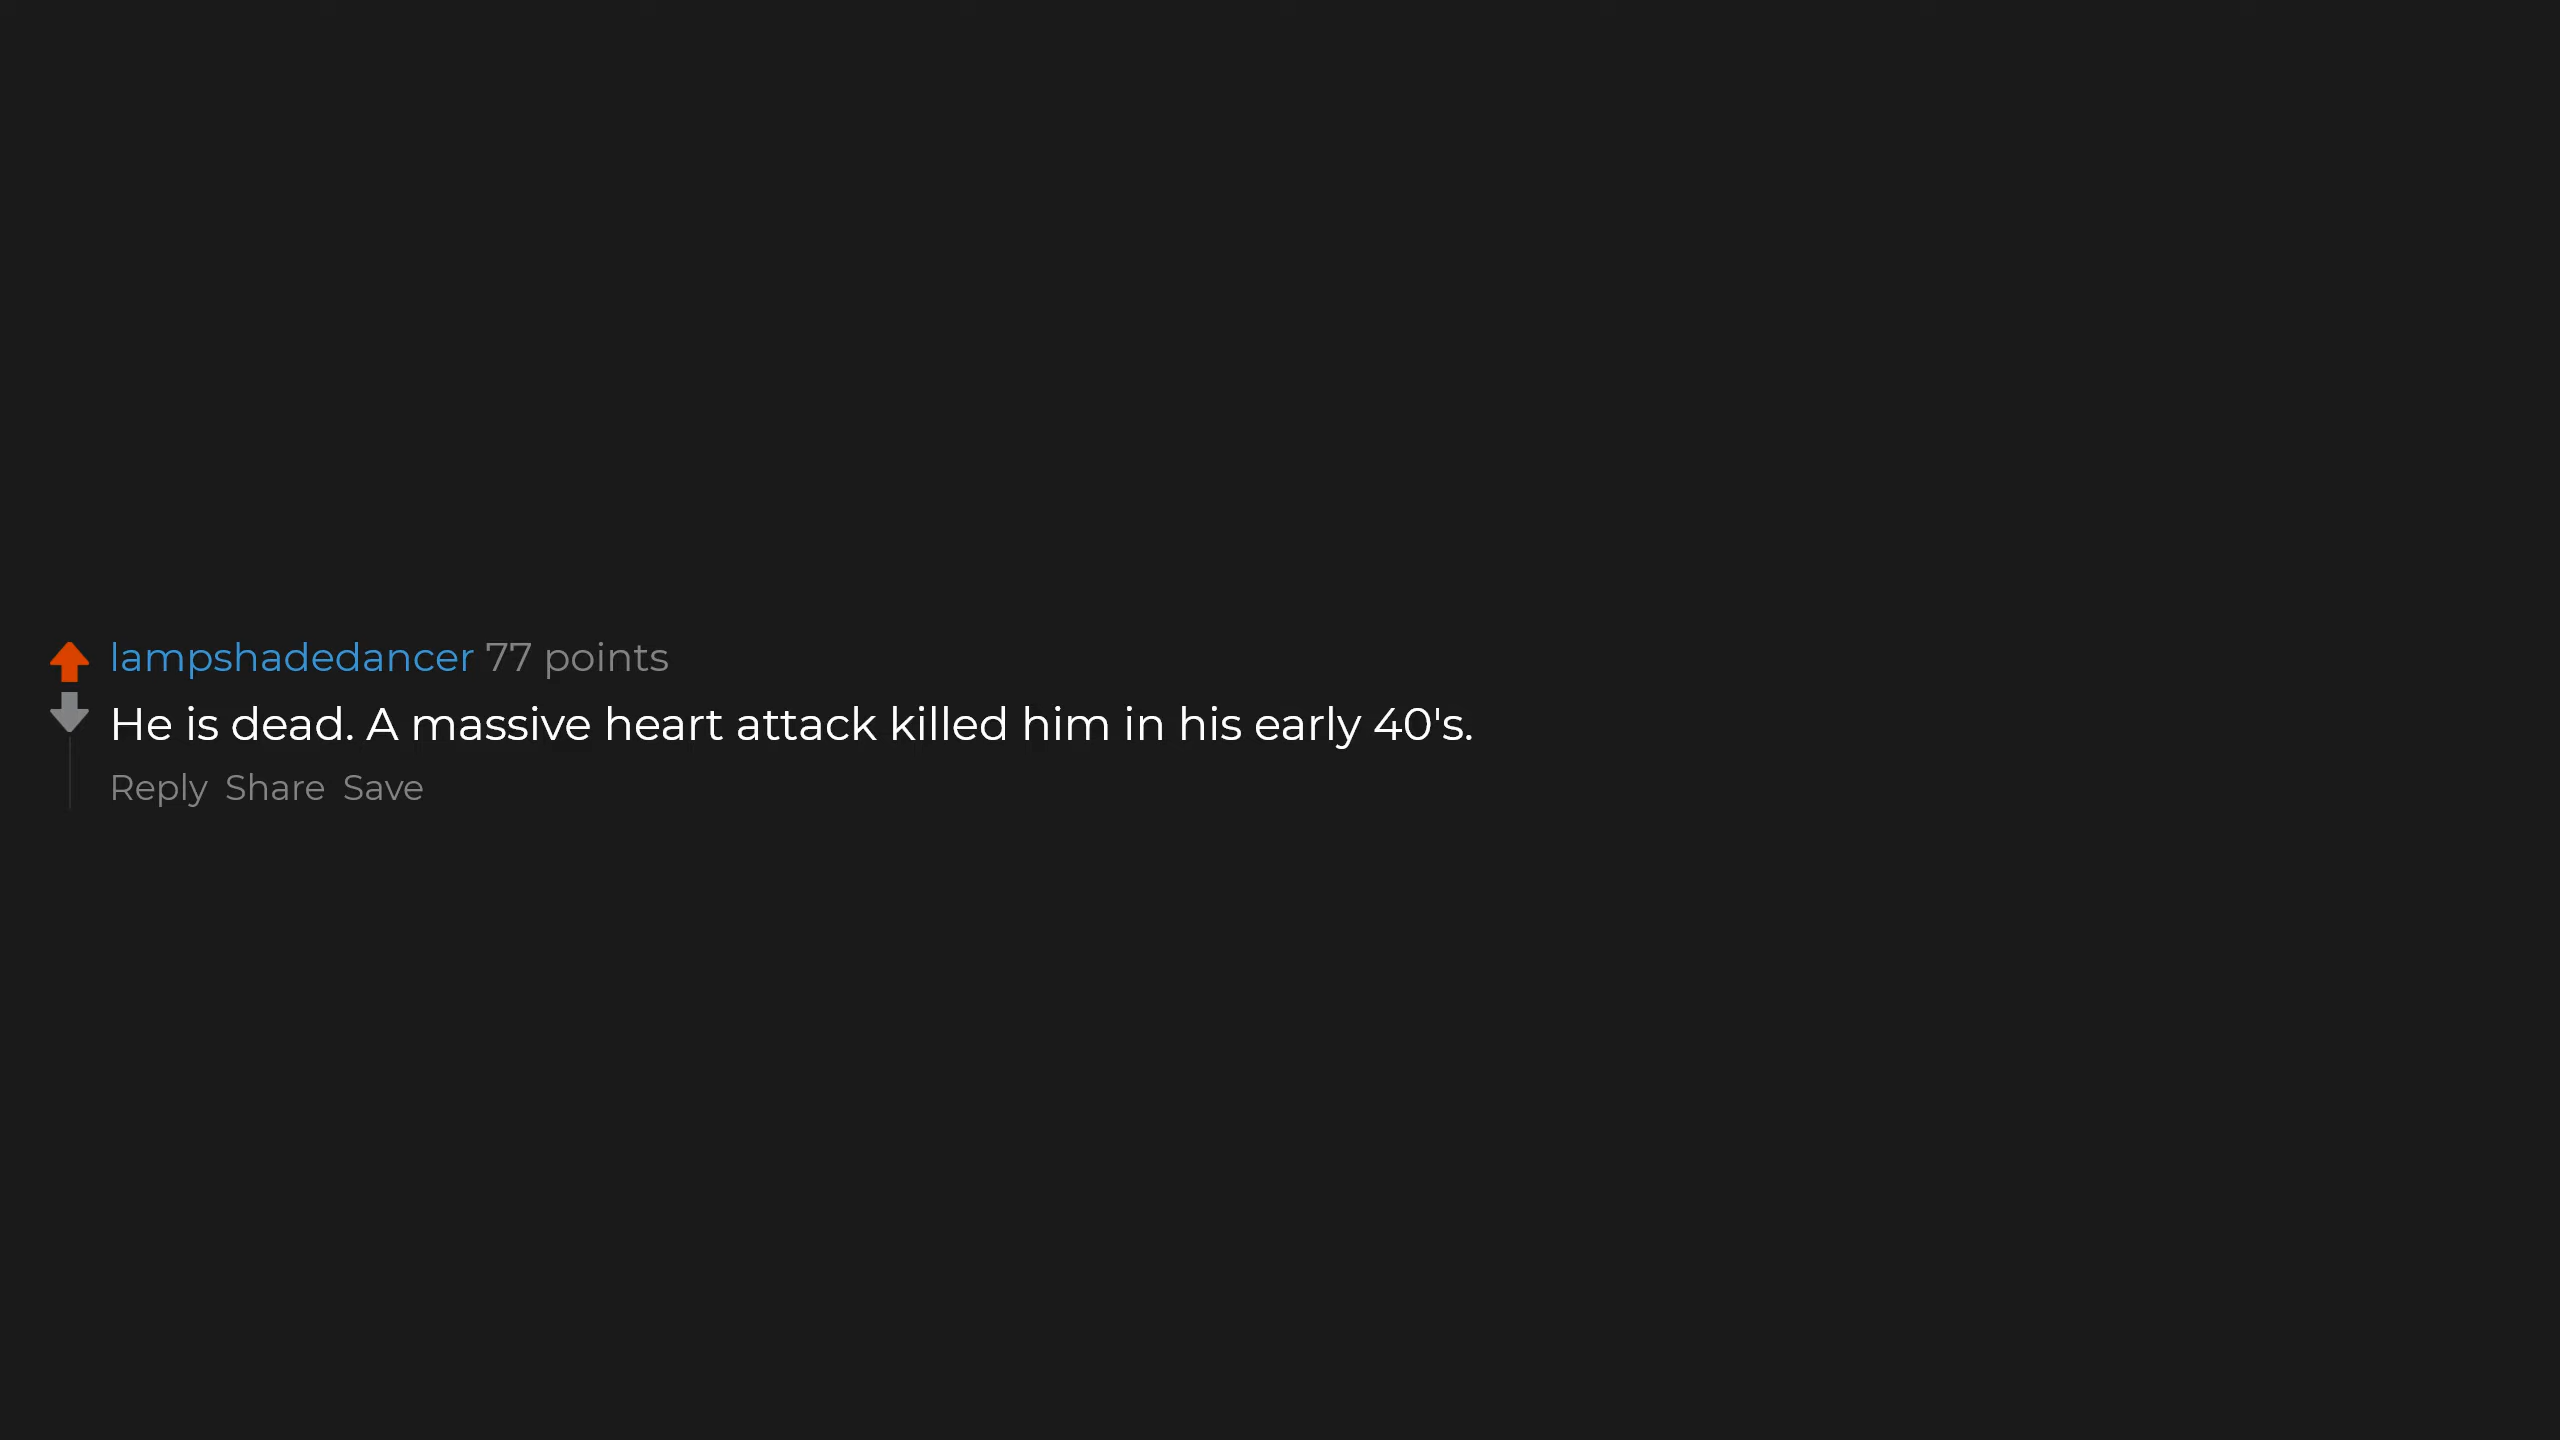 lampshadedancer 77 points
He is dead. A massive heart attack killed him in his early 40's.
Reply Share Save